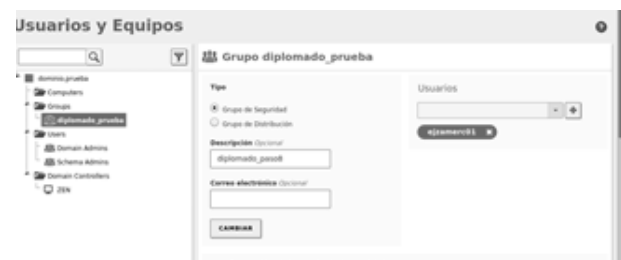 Usuarios y Equipos
Grupo diplomado_prueba
dominio.prueba
Computers
Groups
diplomado_prueba
Users
Domain Admins
Schema Admins
Domain Controllers
ZEN
Tipo
Grupo de Seguridad
Grupo de Distribución
Descripción Opcional
diplomado_paso8
Correo electrónico Opcional
CAMBIAR
Usuarios
ejzamerc01